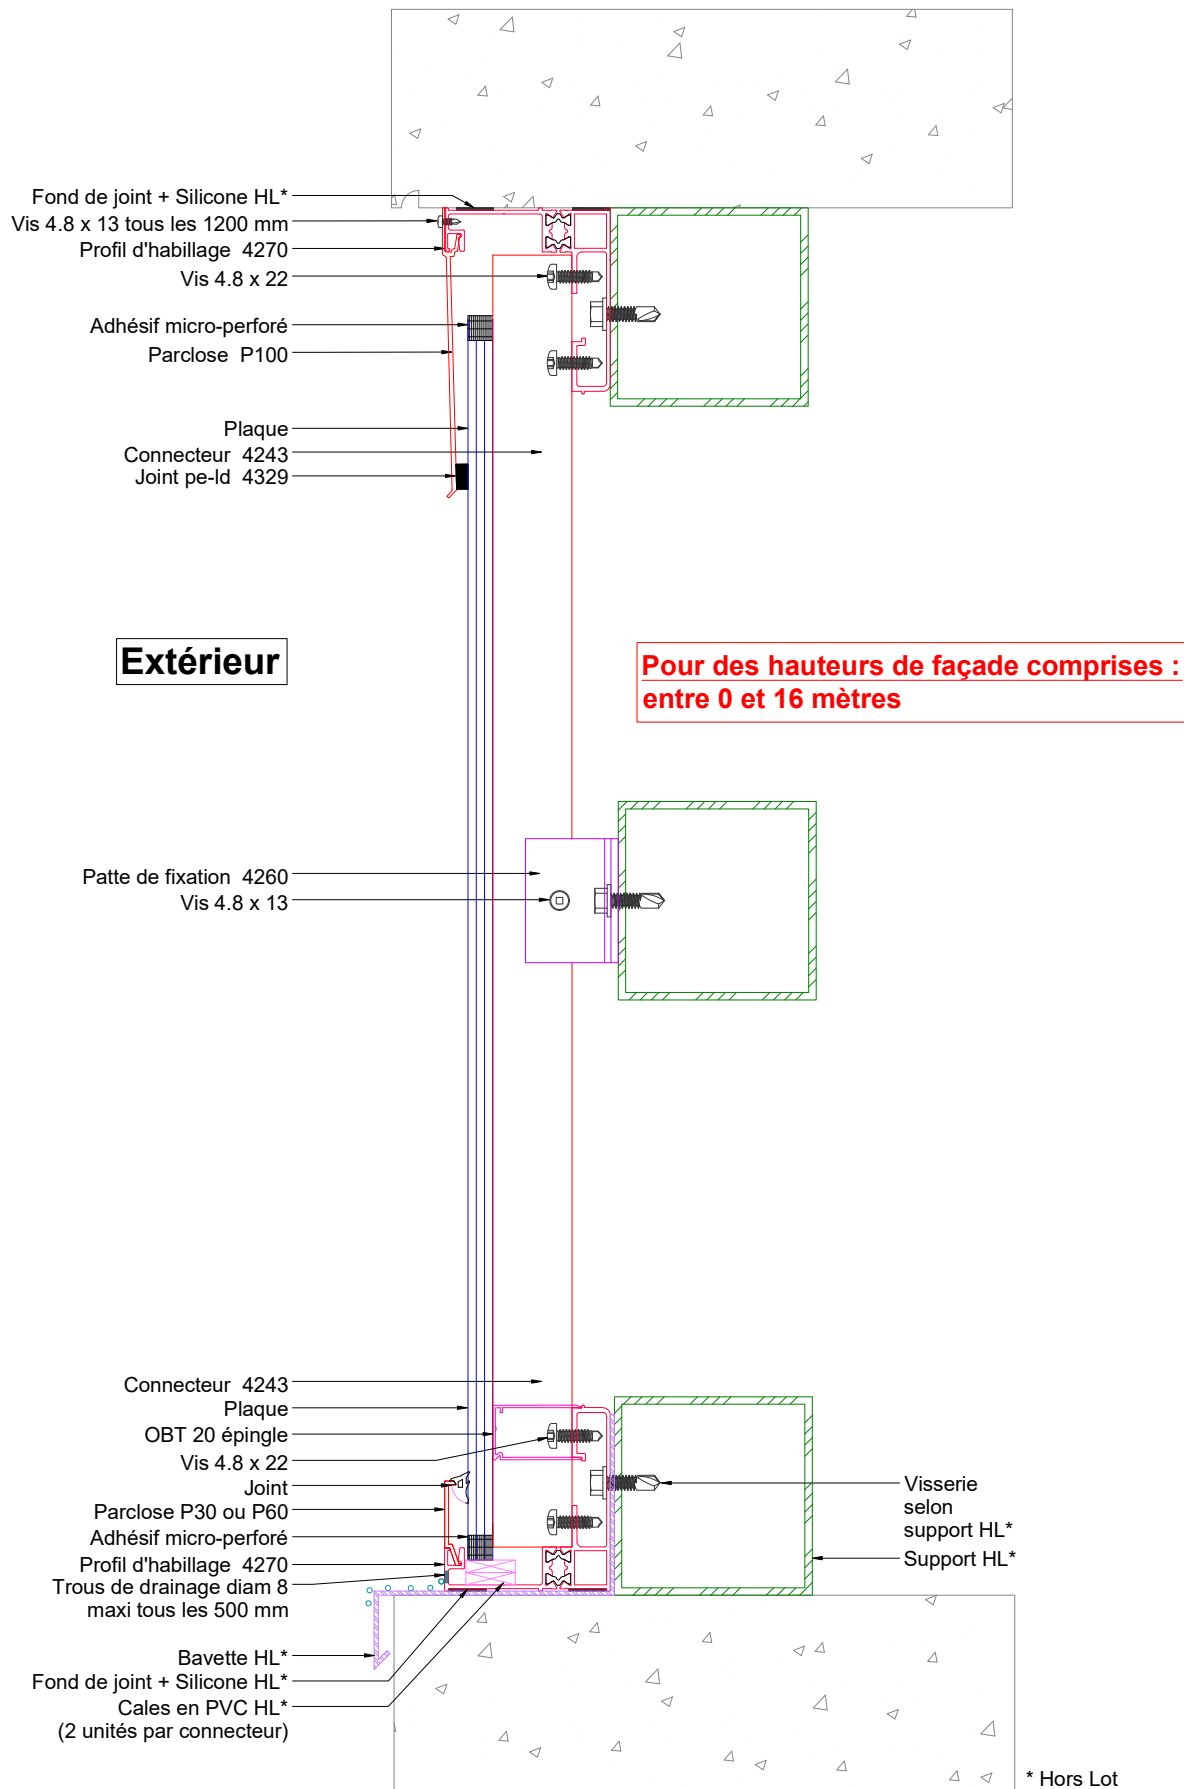 Fond de joint + Silicone HL*
Vis 4.8 x 13 tous les 1200 mm
Profil d'habillage 4270
Vis 4.8 x 22
Adhésif micro-perforé
Parclose P100
Plaque
Connecteur 4243
Joint pe-ld 4329
Extérieur
Pour des hauteurs de façade comprises :
entre 0 et 16 mètres
Patte de fixation 4260
Vis 4.8 x 13
Connecteur 4243
Plaque
OBT 20 épingle
Vis 4.8 x 22
Joint
Parclose P30 ou P60
Adhésif micro-perforé
Profil d'habillage 4270
Trous de drainage diam 8
maxi tous les 500 mm
Bavette HL*
Fond de joint + Silicone HL*
Cales en PVC HL*
(2 unités par connecteur)
Visserie
selon
support HL*
Support HL*
* Hors Lot